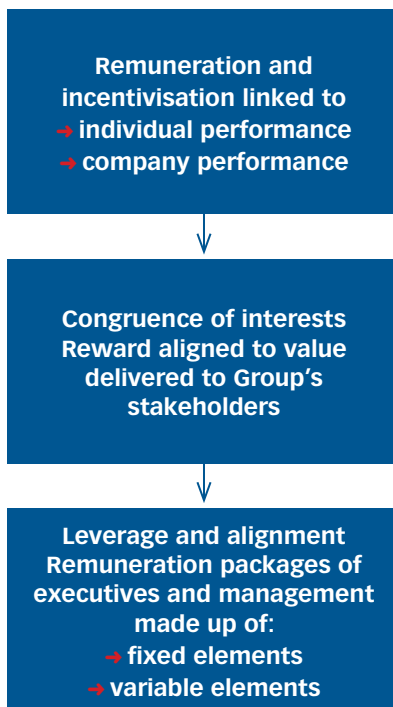 Remuneration and
incentivisation linked to
→ individual performance
→ company performance
Congruence of interests
Reward aligned to value
delivered to Group’s
stakeholders
Leverage and alignment
Remuneration packages of
executives and management
made up of:
→ fixed elements
→ variable elements